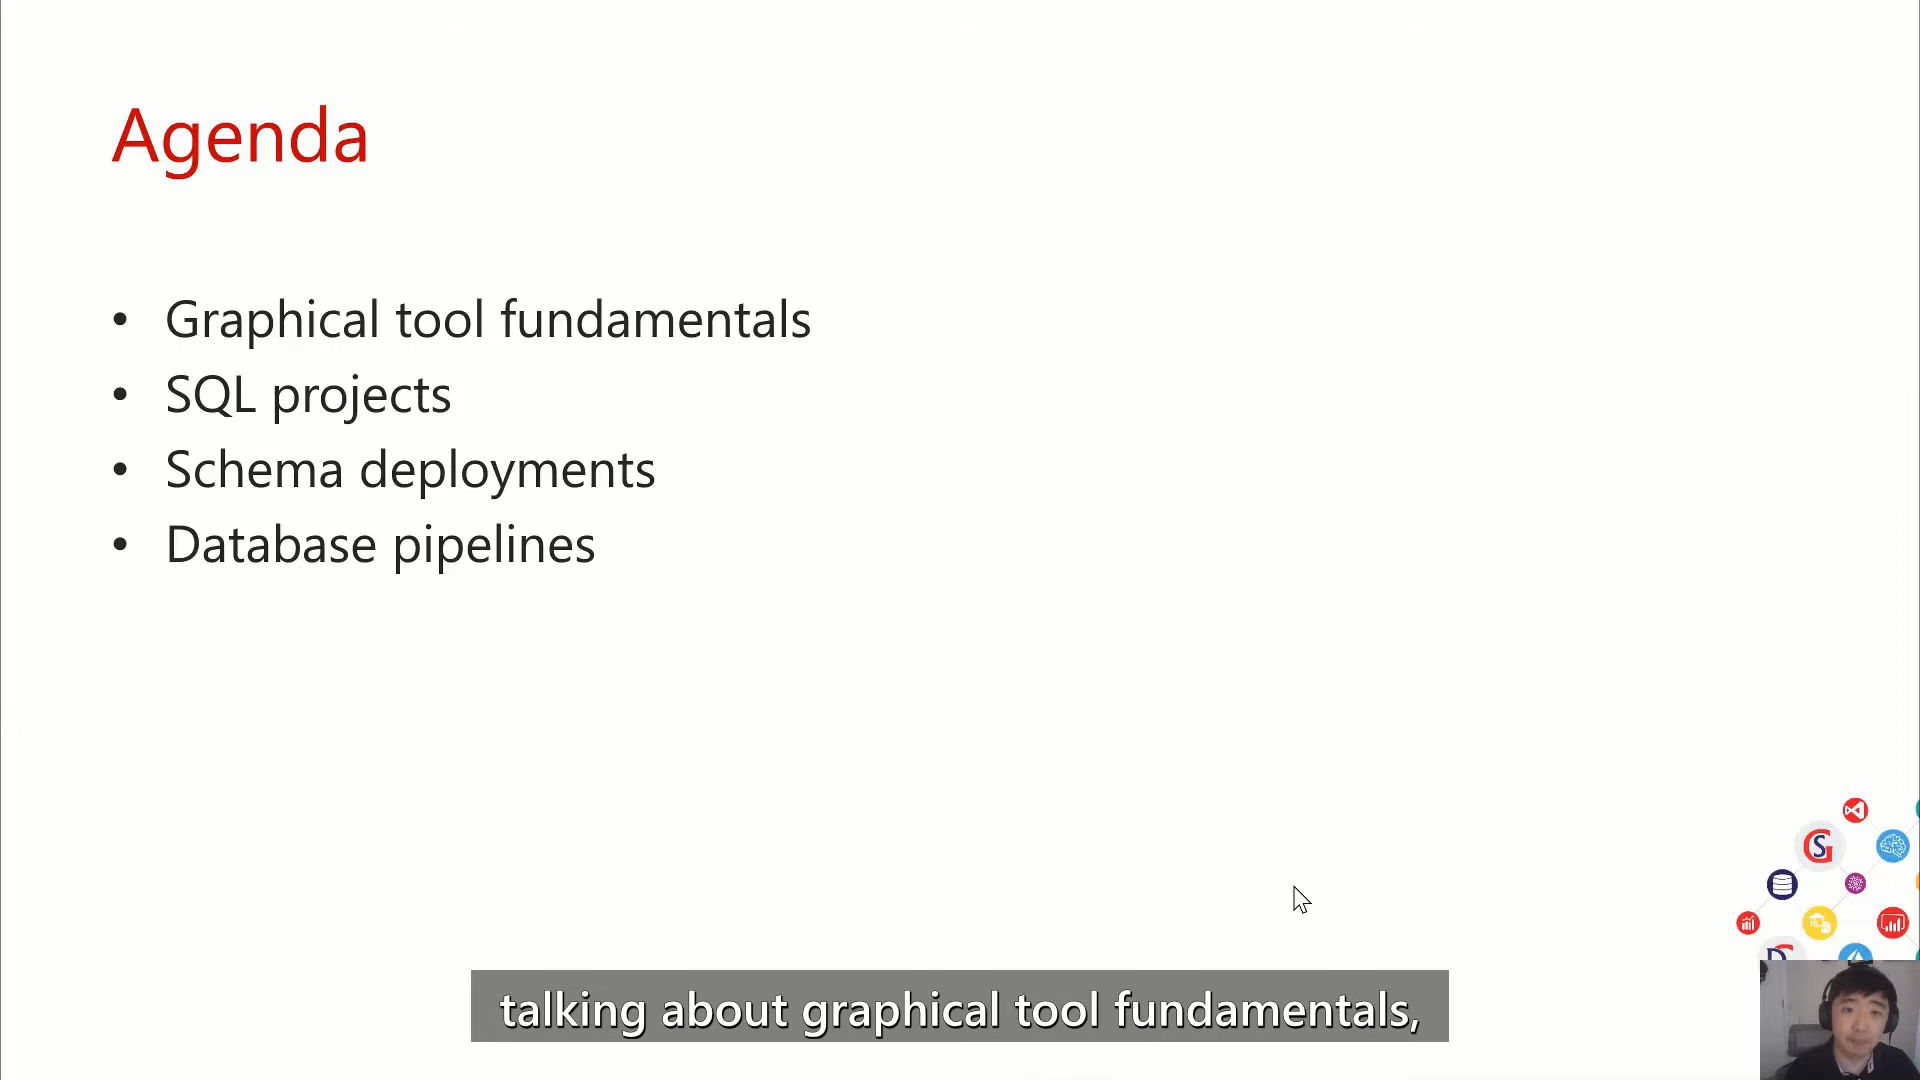 Agenda
• Graphical tool fundamentals
• SQL projects
• Schema deployments
• Database pipelines
talking about graphical tool fundamentals,